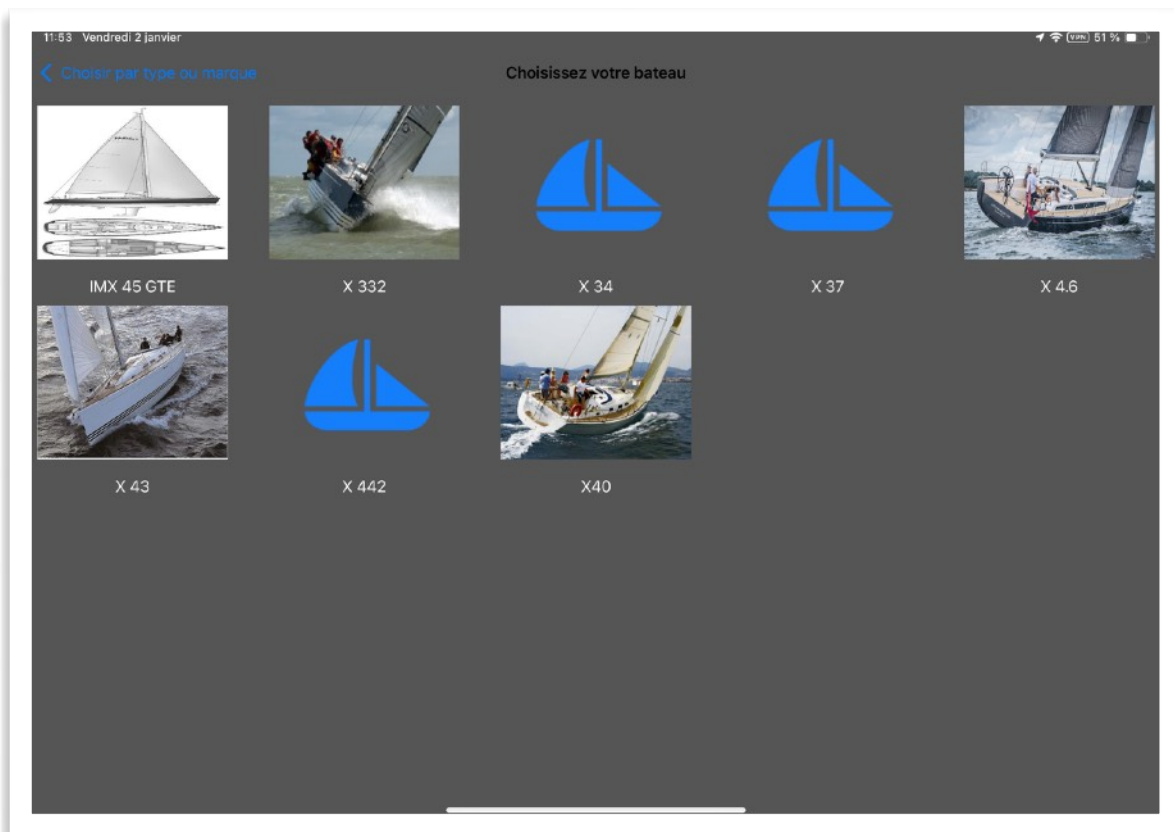 11:53 Vendredi 2 janvier
VPN 51 %
Choisir par type ou marque
Choisissez votre bateau
IMX 45 GTE
X 332
X 34
X 37
X 4.6
X 43
X 442
X40